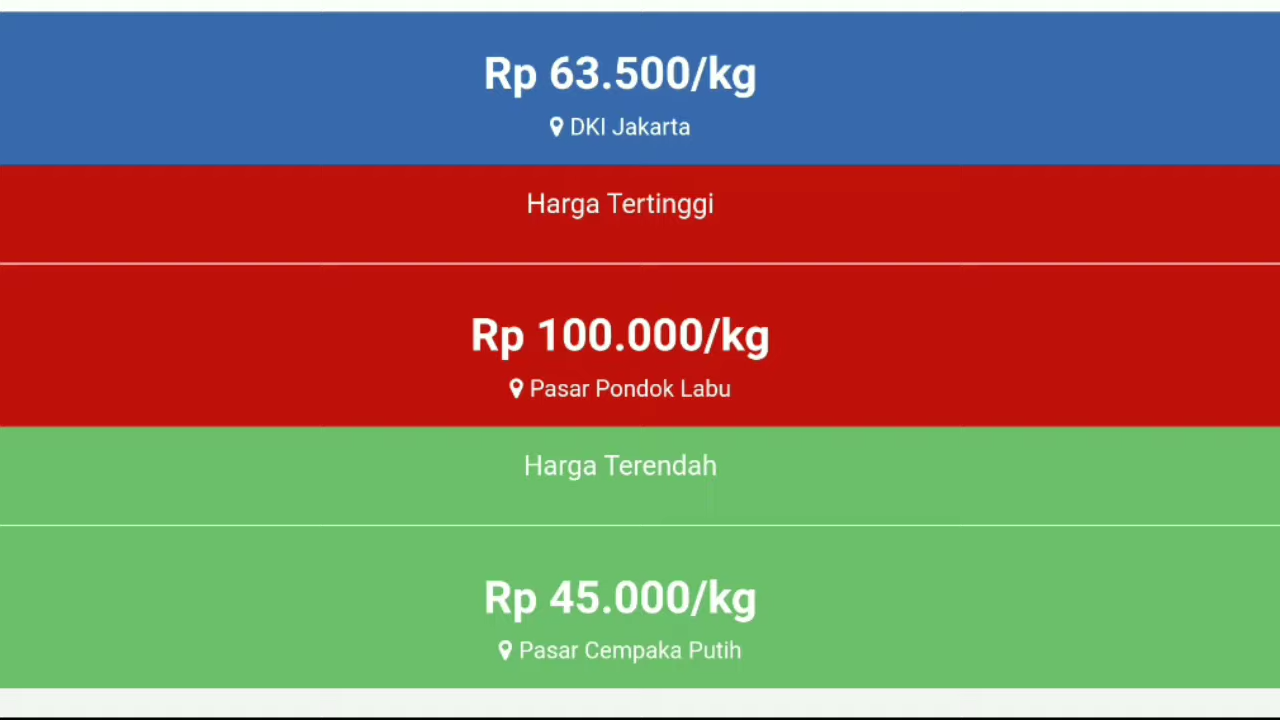 Rp 63.500/kg
DKI Jakarta
Harga Tertinggi
Rp 100.000/kg
Pasar Pondok Labu
Harga Terendah
Rp 45.000/kg
Pasar Cempaka Putih